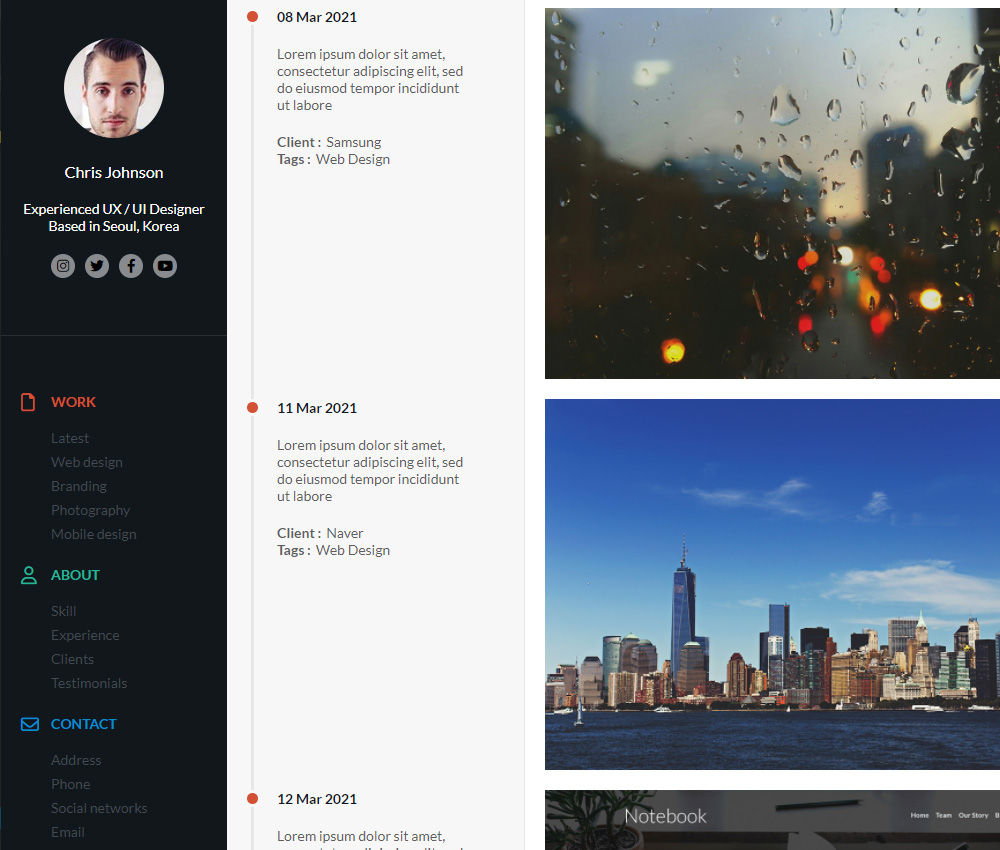 Chris Johnson
Experienced UX / UI Designer
Based in Seoul, Korea
WORK
Latest
Web design
Branding
Photography
Mobile design
ABOUT
Skill
Experience
Clients
Testimonials
CONTACT
Address
Phone
Social networks
Email
08 Mar 2021
Lorem ipsum dolor sit amet,
consectetur adipiscing elit, sed
do eiusmod tempor incididunt
ut labore
Client : Samsung
Tags : Web Design
11 Mar 2021
Lorem ipsum dolor sit amet,
consectetur adipiscing elit, sed
do eiusmod tempor incididunt
ut labore
Client : Naver
Tags : Web Design
12 Mar 2021
Lorem ipsum dolor sit amet,
Notebook
Home Team Our Story